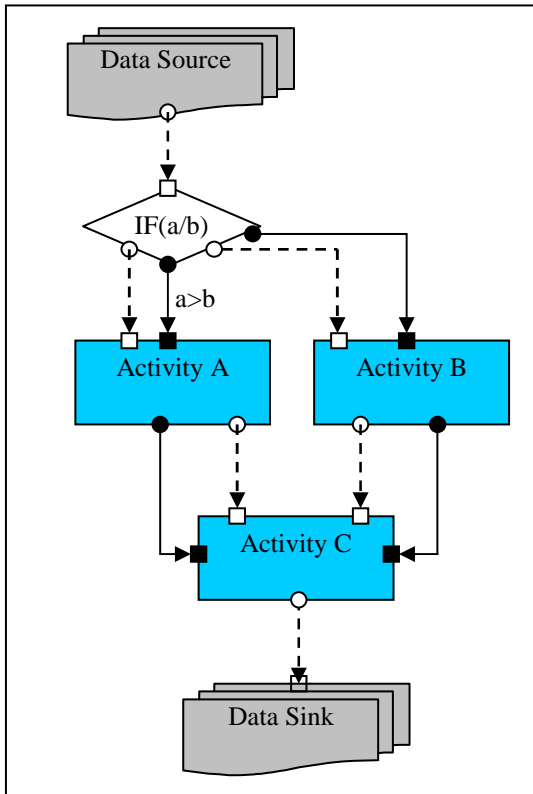 Data Source
IF(a/b)
a>b
Activity A
Activity B
Activity C
Data Sink